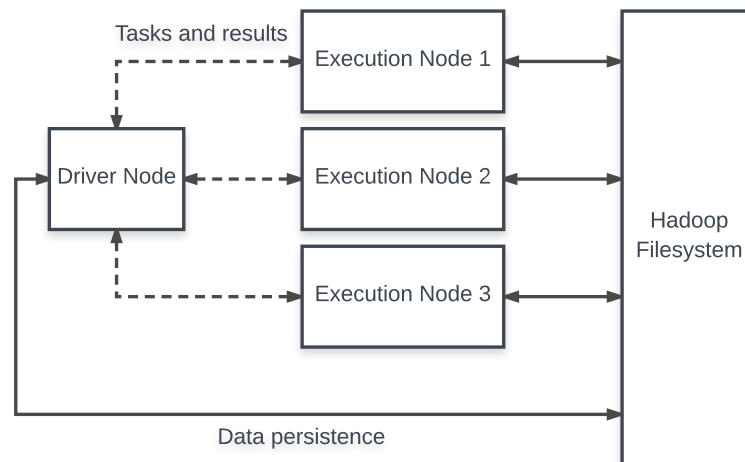 Tasks and results
Execution Node 1
Driver Node
Execution Node 2
Hadoop
Filesystem
Execution Node 3
Data persistence